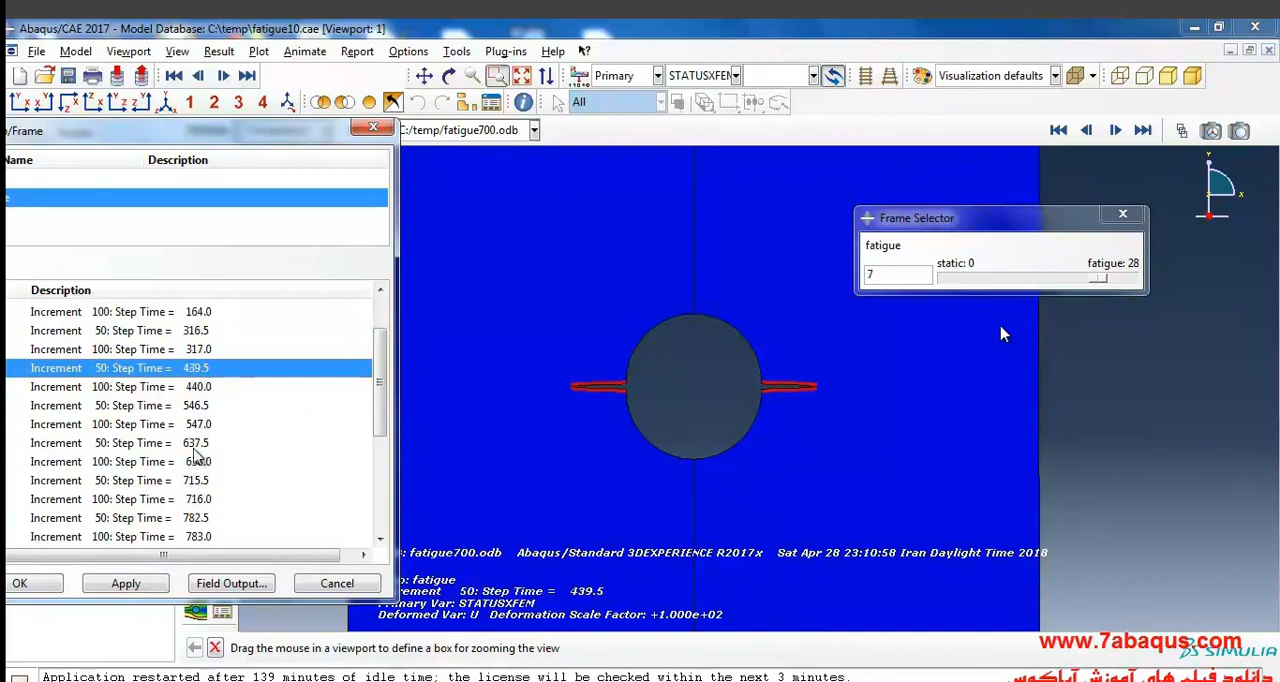 Abaqus/CAE 2017 - Model Database: C:\temp\fatigue10.cae [Viewport: 1]
File Model Viewport View Result Plot Animate Report Options Tools Plug-ins Help
Primary STATUSXFEM All Visualization defaults
1 2 3 4 All
/Frame
C:/temp/fatigue700.odb
Name Description
Y
X
Frame Selector
fatigue
static: 0 fatigue: 28
7
Description
Increment 100: Step Time = 164.0
Increment 50: Step Time = 316.5
Increment 100: Step Time = 317.0
Increment 50: Step Time = 439.5
Increment 100: Step Time = 440.0
Increment 50: Step Time = 546.5
Increment 100: Step Time = 547.0
Increment 50: Step Time = 637.5
Increment 100: Step Time =
Increment 50: Step Time = 715.5
Increment 100: Step Time = 716.0
Increment 50: Step Time = 782.5
Increment 100: Step Time = 783.0
OK Apply Field Output... Cancel
fatigue700.odb Abaqus/Standard 3DEXPERIENCE R2017x Sat Apr 28 23:10:58 Iran Daylight Time 2018
fatigue
50: Step Time = 439.5
Primary Var: STATUSXFEM
Deformed Var: U Deformation Scale Factor: +1.000e+02
Drag the mouse in a viewport to define a box for zooming the view
www.7abaqus.com
SIMULIA
Application restarted after 139 minutes of idle time; the license will be checked within the next 3 minutes.
دانلود فیلم های آموزش آباکوس